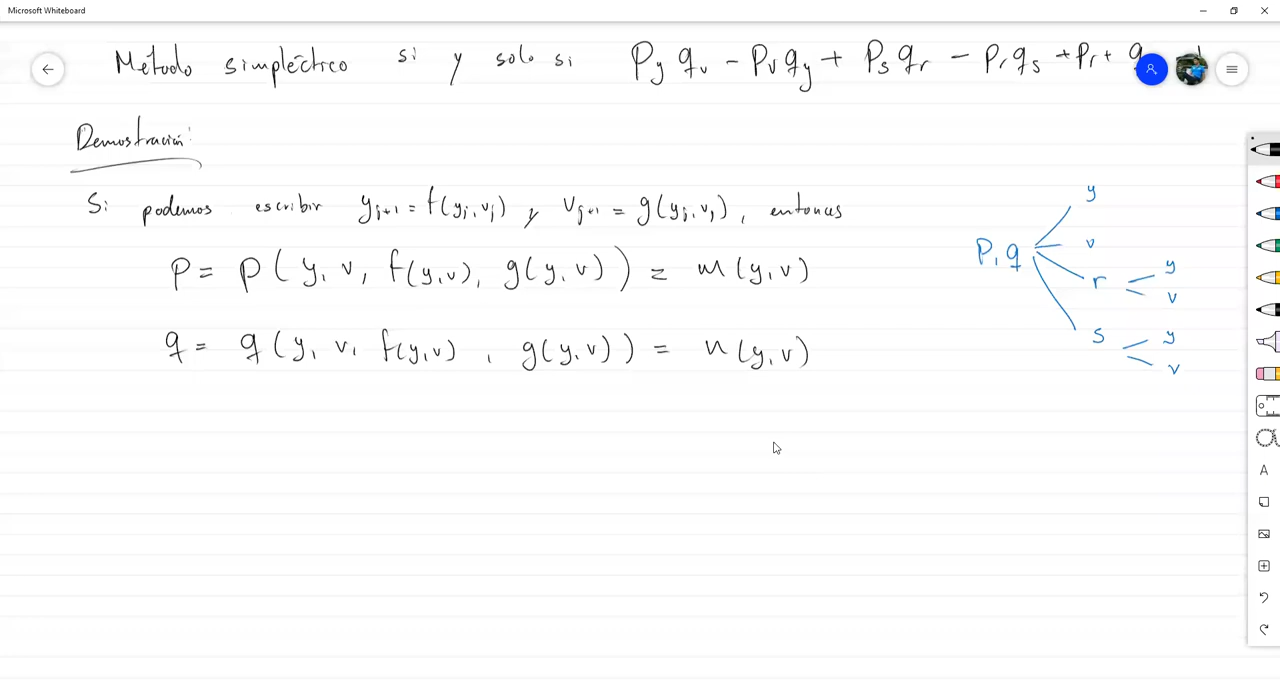 Microsoft Whiteboard
Método simpléctico si y solo si P_y q_v - P_v q_y + P_s q_r - P_r q_s + P_r + q
Demostración:
Si podemos escribir y_{j+1} = f(y_j, v_j) y v_{j+1} = g(y_j, v_j), entonces
P = p(y, v, f(y,v), g(y,v)) = m(y,v)
q = q(y, v, f(y,v), g(y,v)) = n(y,v)
y
P, q v
r < y
v
s < y
v
A